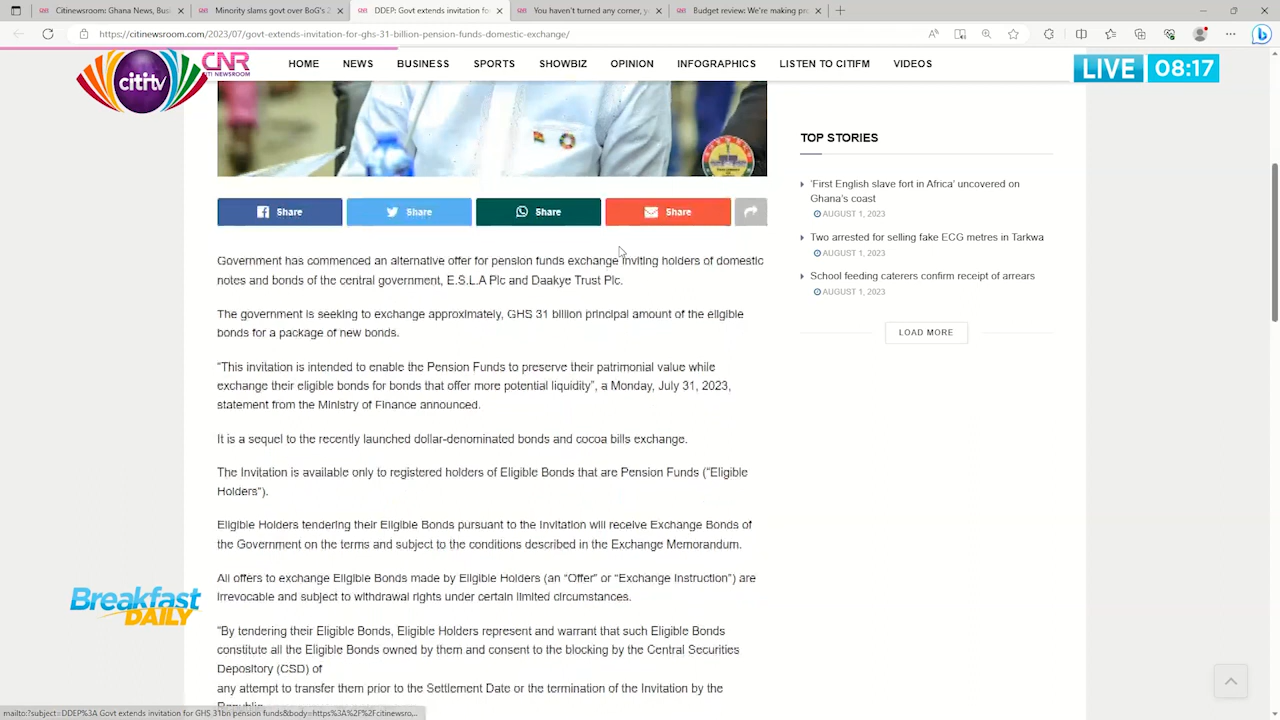 Citinewsroom: Ghana News, Busi
Minority slams govt over BoG's 2
DDEP: Govt extends invitation for
You haven't turned any corner, y
Budget review: We're making pr
https://citinewsroom.com/2023/07/govt-extends-invitation-for-ghs-31-billion-pension-funds-domestic-exchange/
citi tv
CNR
CITI NEWSROOM
HOME NEWS BUSINESS SPORTS SHOWBIZ OPINION INFOGRAPHICS LISTEN TO CITIFM VIDEOS
LIVE 08:17
Share Share Share Share
Government has commenced an alternative offer for pension funds exchange inviting holders of domestic
notes and bonds of the central government, E.S.L.A Plc and Daakye Trust Plc.
The government is seeking to exchange approximately, GHS 31 billion principal amount of the eligible
bonds for a package of new bonds.
“This invitation is intended to enable the Pension Funds to preserve their patrimonial value while
exchange their eligible bonds for bonds that offer more potential liquidity”, a Monday, July 31, 2023,
statement from the Ministry of Finance announced.
It is a sequel to the recently launched dollar-denominated bonds and cocoa bills exchange.
The Invitation is available only to registered holders of Eligible Bonds that are Pension Funds (“Eligible
Holders”).
Eligible Holders tendering their Eligible Bonds pursuant to the Invitation will receive Exchange Bonds of
the Government on the terms and subject to the conditions described in the Exchange Memorandum.
All offers to exchange Eligible Bonds made by Eligible Holders (an “Offer” or “Exchange Instruction”) are
irrevocable and subject to withdrawal rights under certain limited circumstances.
“By tendering their Eligible Bonds, Eligible Holders represent and warrant that such Eligible Bonds
constitute all the Eligible Bonds owned by them and consent to the blocking by the Central Securities
Depository (CSD) of
any attempt to transfer them prior to the Settlement Date or the termination of the Invitation by the
Republic
TOP STORIES
‘First English slave fort in Africa’ uncovered on
Ghana’s coast
AUGUST 1, 2023
Two arrested for selling fake ECG metres in Tarkwa
AUGUST 1, 2023
School feeding caterers confirm receipt of arrears
AUGUST 1, 2023
LOAD MORE
Breakfast
DAILY
mailto:?subject=DDEP%3A Govt extends invitation for GHS 31bn pension funds&body=https%3A%2F%2Fcitinewsro,...